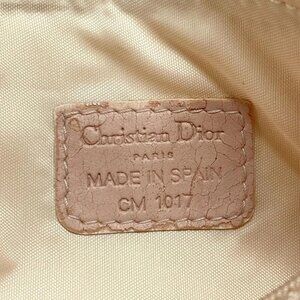 Christian Dior
PARIS
MADE IN SPAIN
CM 1017